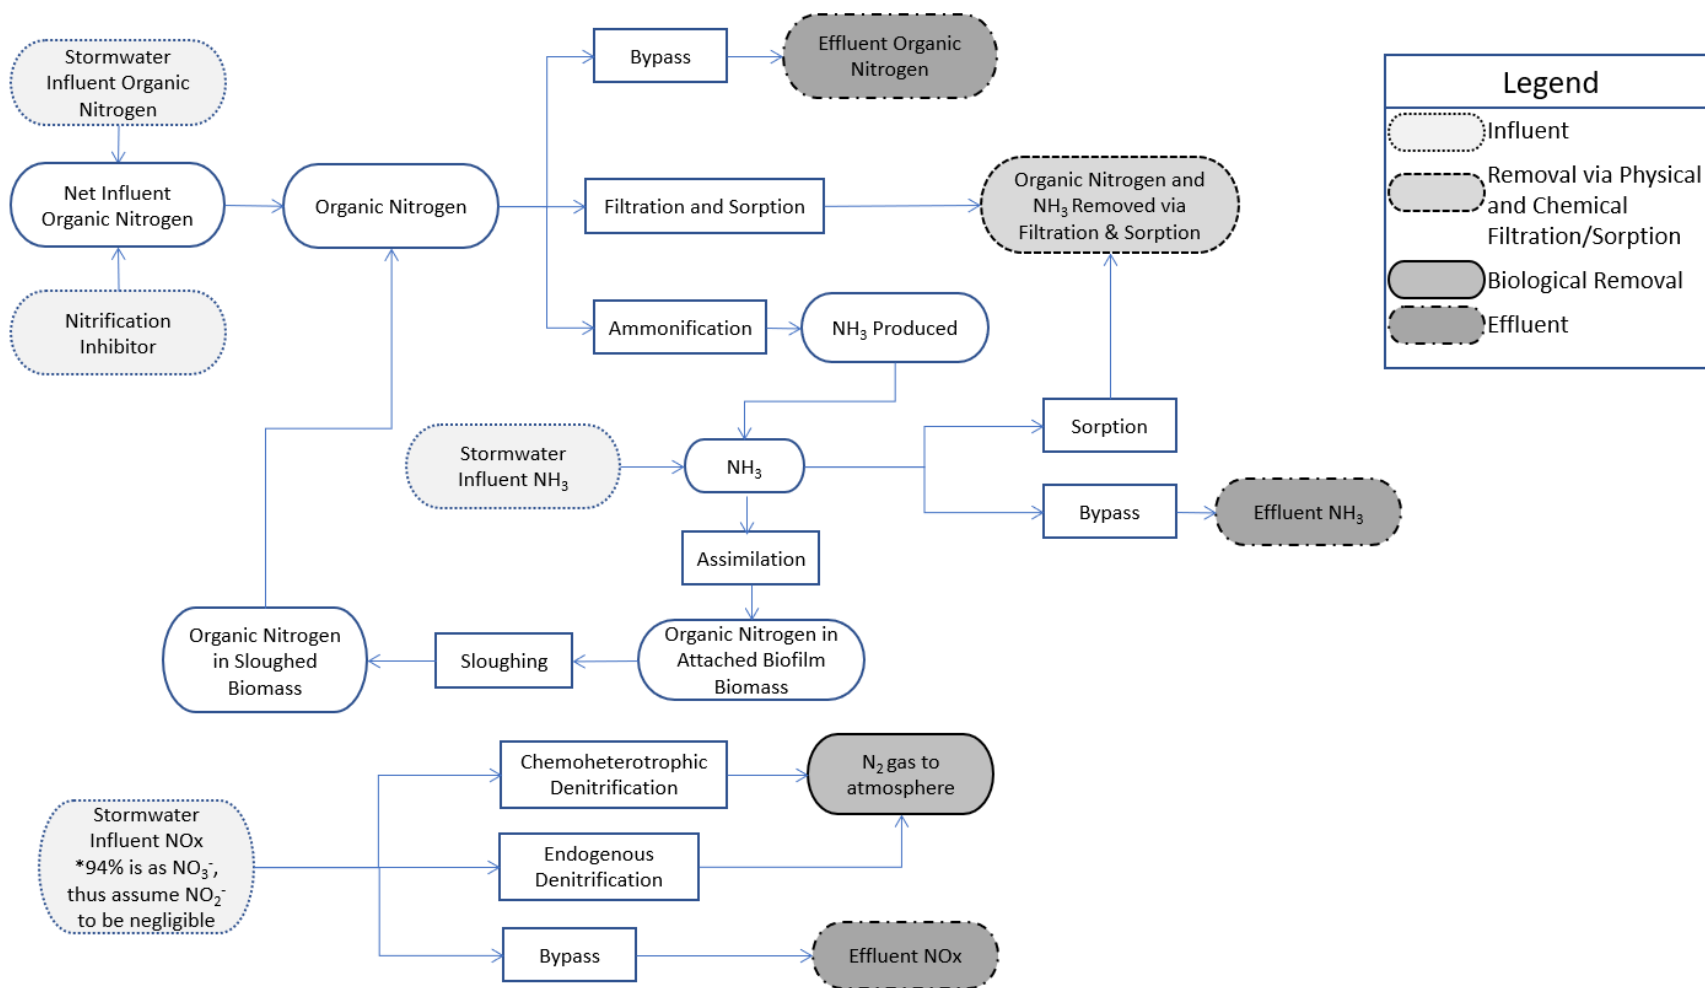 Stormwater
Influent Organic
Nitrogen
Net Influent
Organic Nitrogen
Nitrification
Inhibitor
Organic Nitrogen
Bypass
Effluent Organic
Nitrogen
Filtration and Sorption
Organic Nitrogen and
NH₃ Removed via
Filtration & Sorption
Ammonification
NH₃ Produced
Stormwater
Influent NH₃
NH₃
Sorption
Bypass
Effluent NH₃
Assimilation
Organic Nitrogen in
Attached Biofilm
Biomass
Sloughing
Organic Nitrogen
in Sloughed
Biomass
Stormwater
Influent NOx
*94% is as NO₃⁻,
thus assume NO₂⁻
to be negligible
Chemoheterotrophic
Denitrification
N₂ gas to
atmosphere
Endogenous
Denitrification
Bypass
Effluent NOx
Legend
Influent
Removal via Physical
and Chemical
Filtration/Sorption
Biological Removal
Effluent